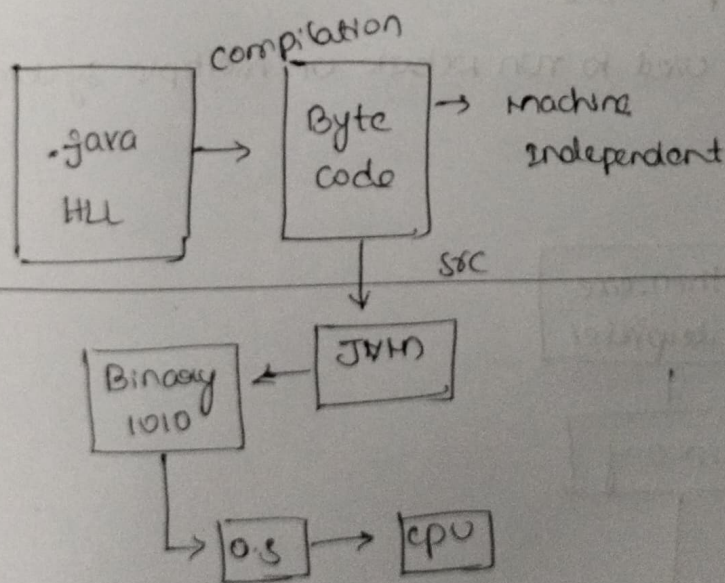 compilation
.java
HLL
Byte
code
machine
Independent
src
JVM
Binary
1010
O.S
CPU